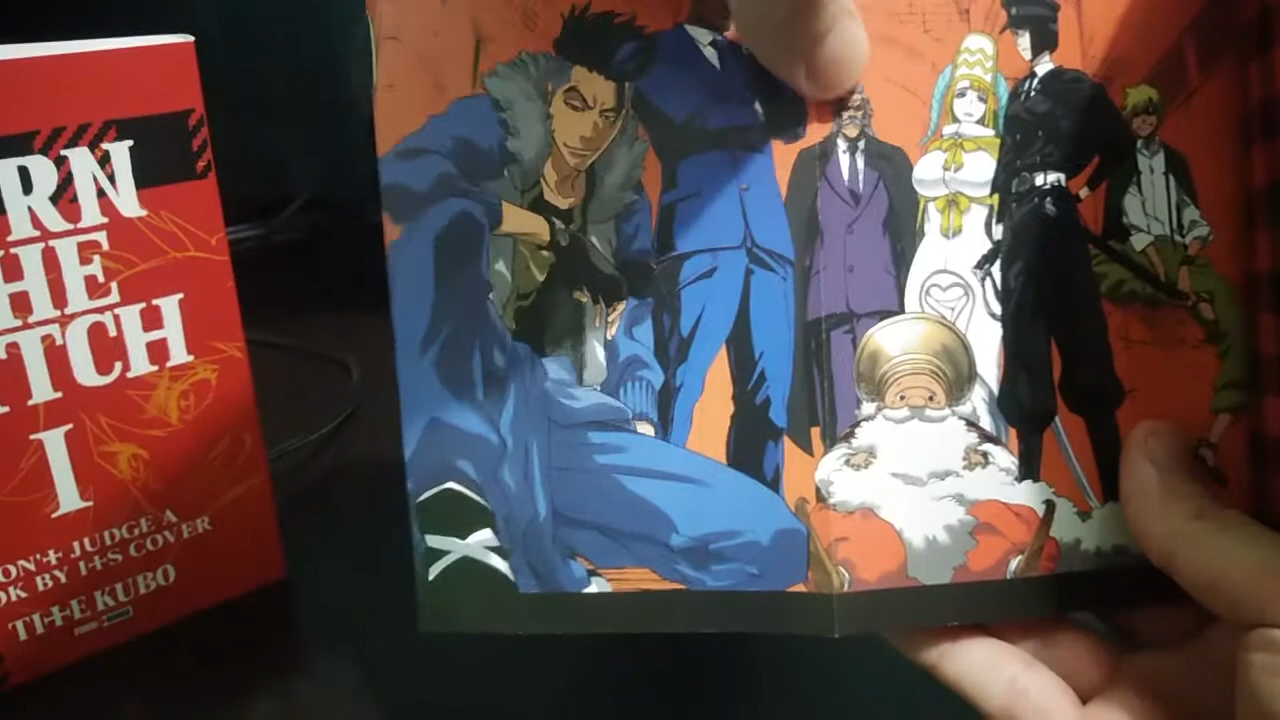 RN
HE
TCH
I
ON'T JUDGE A
OK BY ITS COVER
TITE KUBO